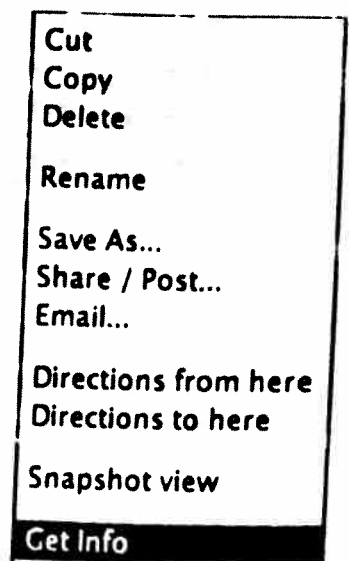 Cut
Copy
Delete
Rename
Save As...
Share / Post...
Email...
Directions from here
Directions to here
Snapshot view
Get Info